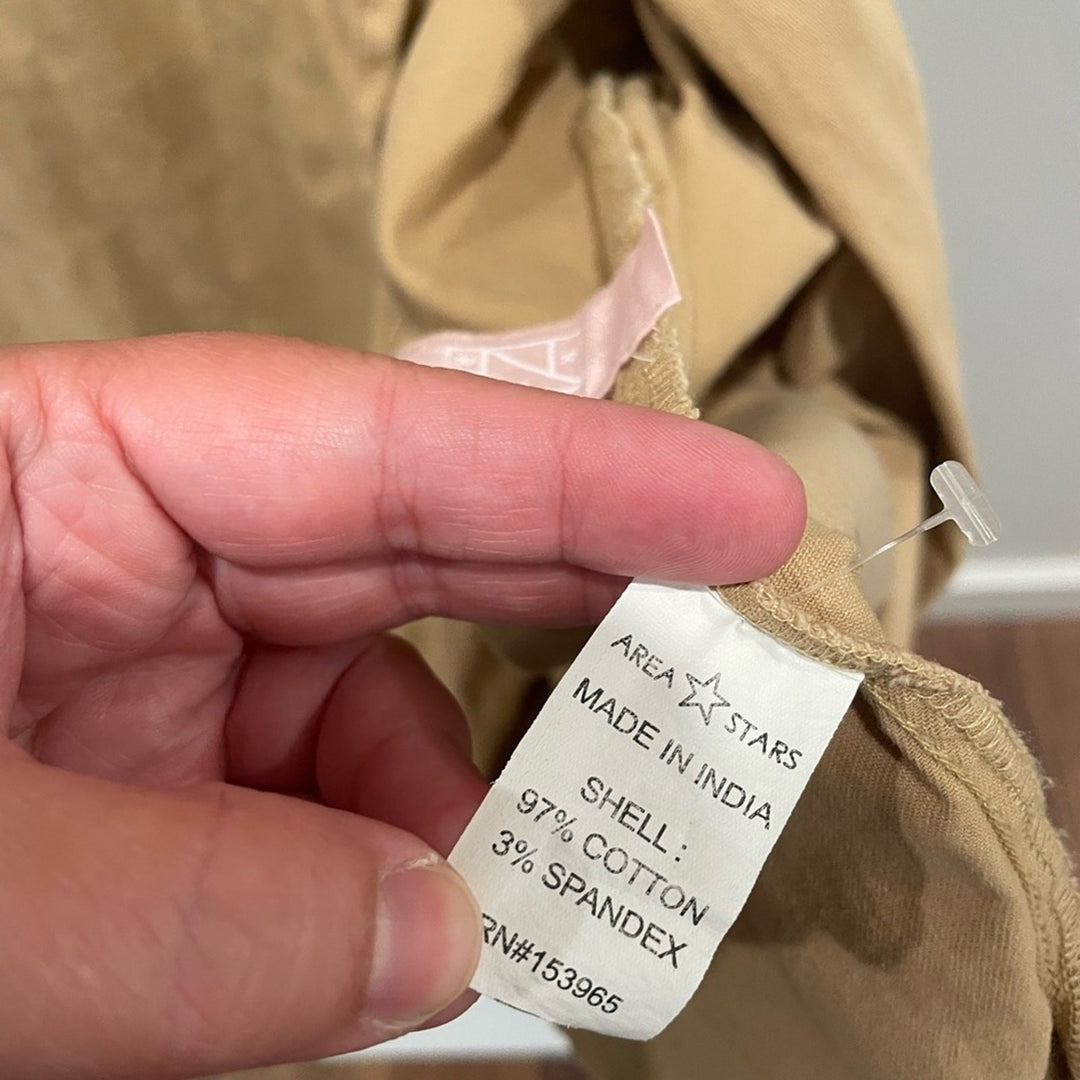 AREA ☆ STARS
MADE IN INDIA
SHELL:
97% COTTON
3% SPANDEX
RN#153965